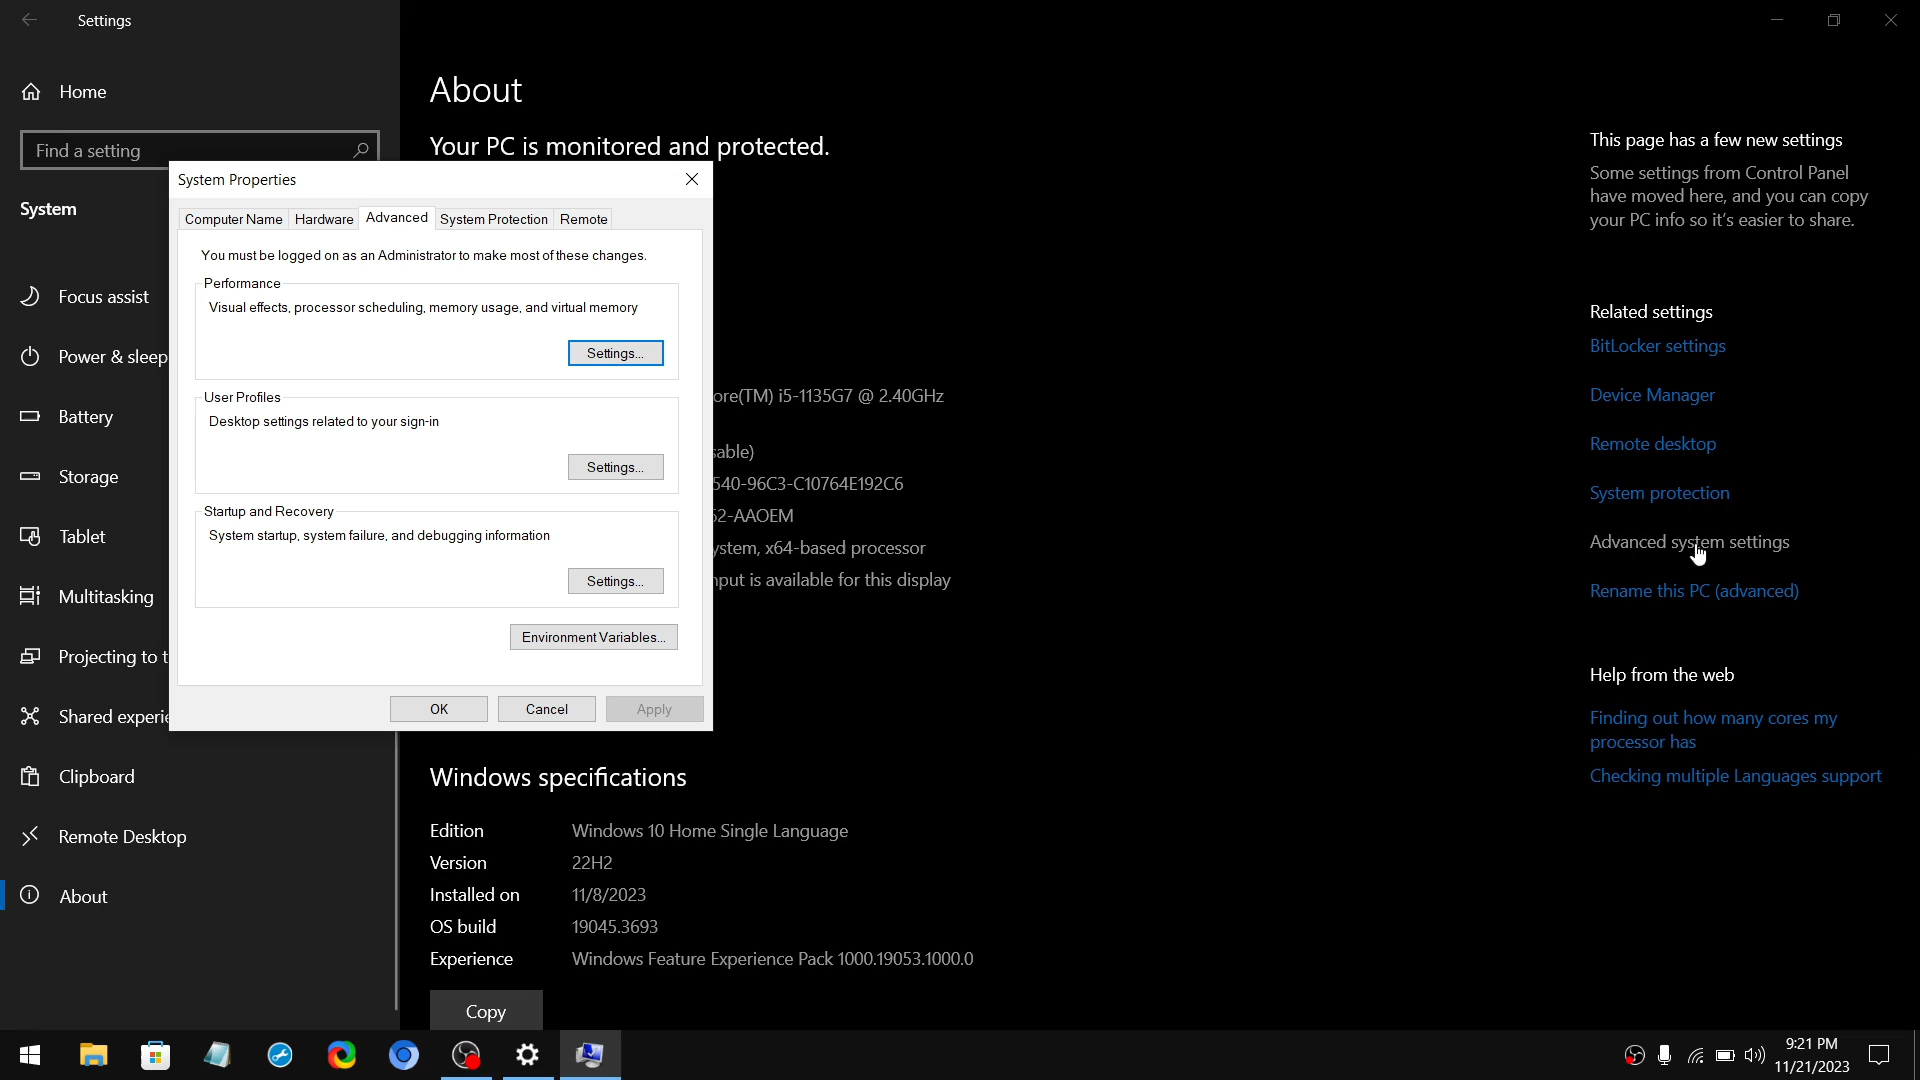 Settings
Home
Find a setting
System
Focus assist
Power & sleep
Battery
Storage
Tablet
Multitasking
Projecting to t
Shared experie
Clipboard
Remote Desktop
About
About
Your PC is monitored and protected.
System Properties
Computer Name Hardware Advanced System Protection Remote
You must be logged on as an Administrator to make most of these changes.
Performance
Visual effects, processor scheduling, memory usage, and virtual memory
Settings...
User Profiles
Desktop settings related to your sign-in
Settings...
Startup and Recovery
System startup, system failure, and debugging information
Settings...
Environment Variables...
OK Cancel Apply
ore(TM) i5-1135G7 @ 2.40GHz
sable)
540-96C3-C10764E192C6
52-AAOEM
ystem, x64-based processor
nput is available for this display
Windows specifications
Edition Windows 10 Home Single Language
Version 22H2
Installed on 11/8/2023
OS build 19045.3693
Experience Windows Feature Experience Pack 1000.19053.1000.0
Copy
This page has a few new settings
Some settings from Control Panel
have moved here, and you can copy
your PC info so it's easier to share.
Related settings
BitLocker settings
Device Manager
Remote desktop
System protection
Advanced system settings
Rename this PC (advanced)
Help from the web
Finding out how many cores my
processor has
Checking multiple Languages support
9:21 PM
11/21/2023